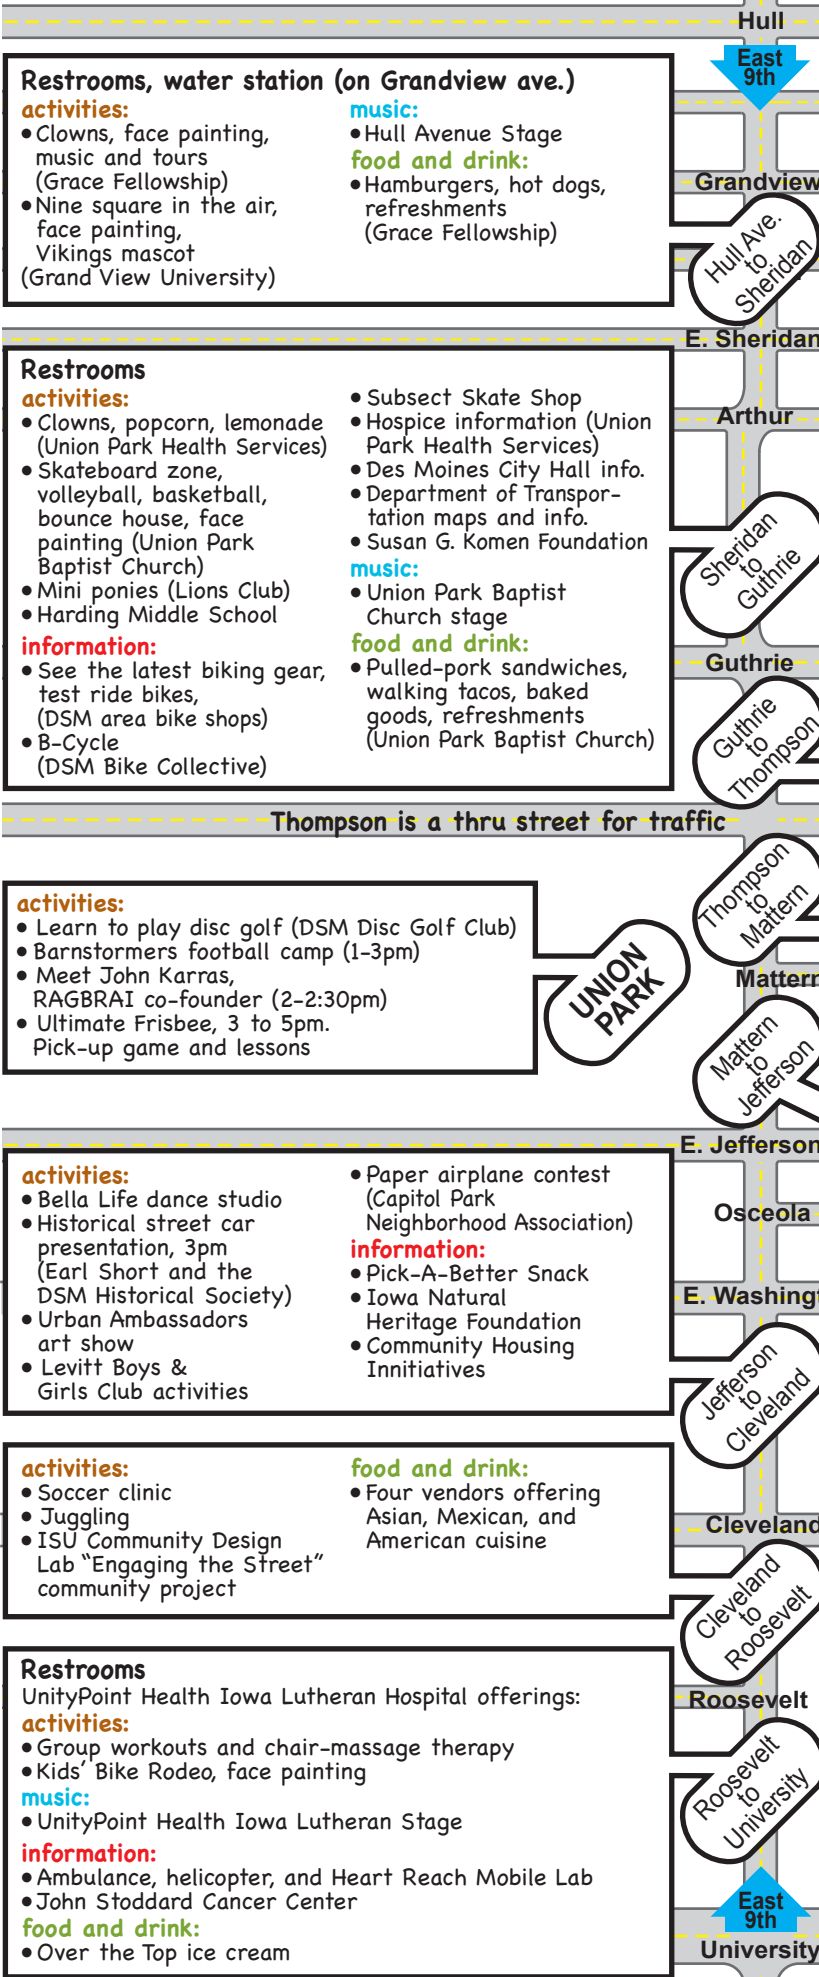 Hull
East
9th
Restrooms, water station (on Grandview ave.)
activities:
• Clowns, face painting,
music and tours
(Grace Fellowship)
• Nine square in the air,
face painting,
Vikings mascot
(Grand View University)
music:
• Hull Avenue Stage
food and drink:
• Hamburgers, hot dogs,
refreshments
(Grace Fellowship)
Grandview
Hull Ave.
to
Sheridan
E. Sheridan
Restrooms
activities:
• Clowns, popcorn, lemonade
(Union Park Health Services)
• Skateboard zone,
volleyball, basketball,
bounce house, face
painting (Union Park
Baptist Church)
• Mini ponies (Lions Club)
• Harding Middle School
information:
• See the latest biking gear,
test ride bikes,
(DSM area bike shops)
• B-Cycle
(DSM Bike Collective)
• Subsect Skate Shop
• Hospice information (Union
Park Health Services)
• Des Moines City Hall info.
• Department of Transpor-
tation maps and info.
• Susan G. Komen Foundation
music:
• Union Park Baptist
Church stage
food and drink:
• Pulled-pork sandwiches,
walking tacos, baked
goods, refreshments
(Union Park Baptist Church)
Arthur
Sheridan
to
Guthrie
Guthrie
Guthrie
to
Thompson
Thompson is a thru street for traffic
Thompson
to
Mattern
activities:
• Learn to play disc golf (DSM Disc Golf Club)
• Barnstormers football camp (1-3pm)
• Meet John Karras,
RAGBRAI co-founder (2-2:30pm)
• Ultimate Frisbee, 3 to 5pm.
Pick-up game and lessons
UNION
PARK
Mattern
Mattern
to
Jefferson
E. Jefferson
activities:
• Bella Life dance studio
• Historical street car
presentation, 3pm
(Earl Short and the
DSM Historical Society)
• Urban Ambassadors
art show
• Levitt Boys &
Girls Club activities
• Paper airplane contest
(Capitol Park
Neighborhood Association)
information:
• Pick-A-Better Snack
• Iowa Natural
Heritage Foundation
• Community Housing
Innitiatives
Osceola
E. Washingt
Jefferson
to
Cleveland
activities:
• Soccer clinic
• Juggling
• ISU Community Design
Lab “Engaging the Street”
community project
food and drink:
• Four vendors offering
Asian, Mexican, and
American cuisine
Cleveland
Cleveland
to
Roosevelt
Restrooms
UnityPoint Health Iowa Lutheran Hospital offerings:
activities:
• Group workouts and chair-massage therapy
• Kids’ Bike Rodeo, face painting
music:
• UnityPoint Health Iowa Lutheran Stage
information:
• Ambulance, helicopter, and Heart Reach Mobile Lab
• John Stoddard Cancer Center
food and drink:
• Over the Top ice cream
Roosevelt
Roosevelt
to
University
East
9th
University